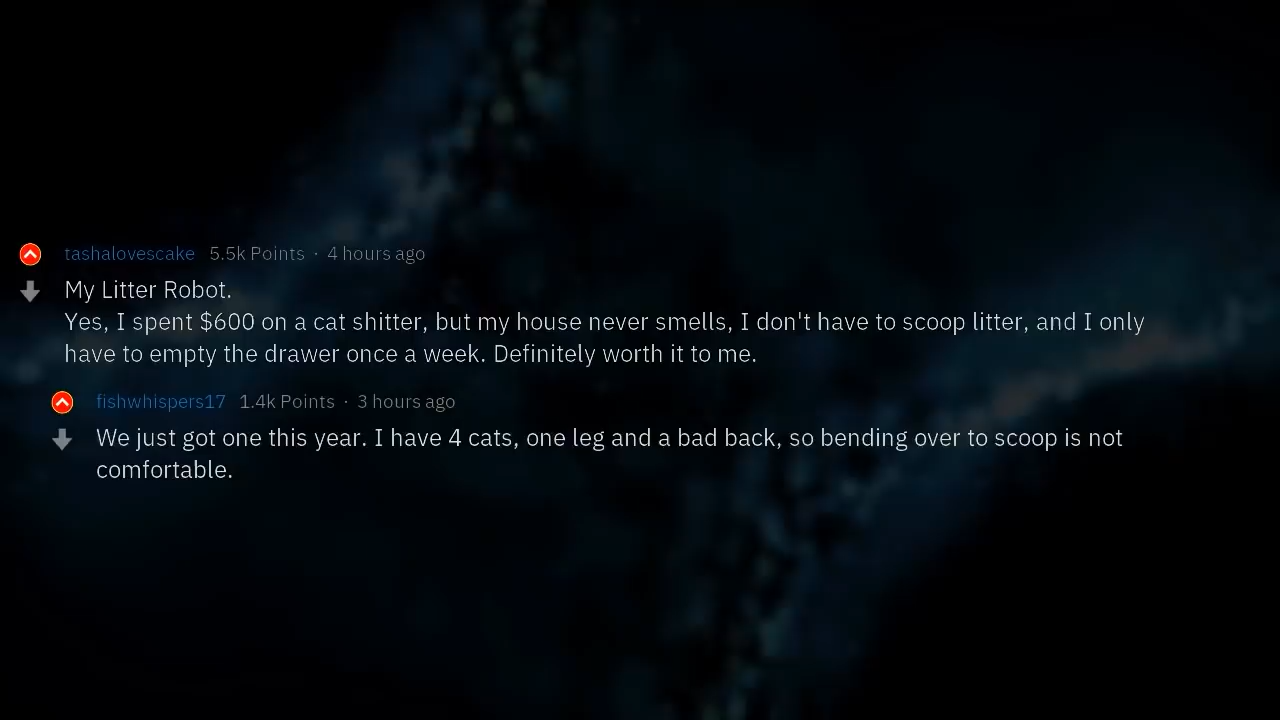 tashalovescake 5.5k Points · 4 hours ago
My Litter Robot.
Yes, I spent $600 on a cat shitter, but my house never smells, I don't have to scoop litter, and I only
have to empty the drawer once a week. Definitely worth it to me.
fishwhispers17 1.4k Points · 3 hours ago
We just got one this year. I have 4 cats, one leg and a bad back, so bending over to scoop is not
comfortable.